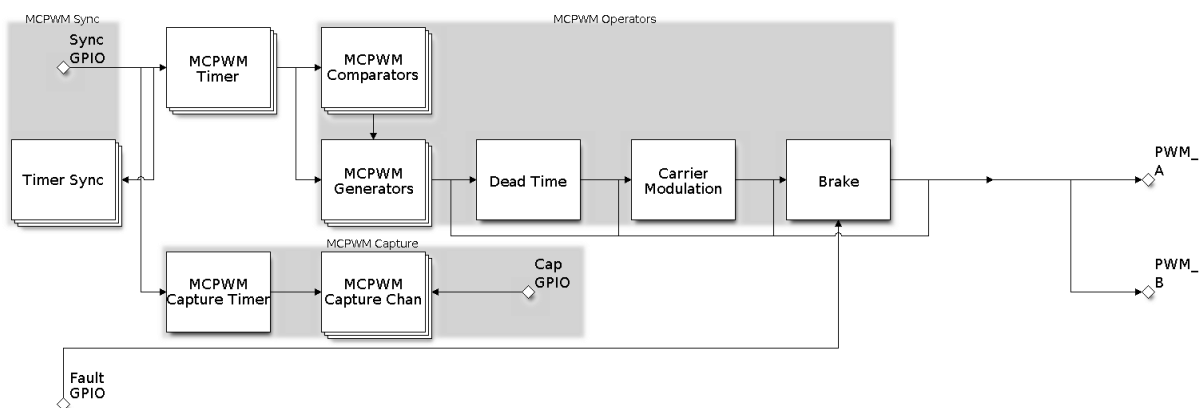 MCPWM Sync
MCPWM Operators
Sync
GPIO
MCPWM
Timer
MCPWM
Comparators
Timer Sync
MCPWM
Generators
Dead Time
Carrier
Modulation
Brake
PWM_
A
MCPWM Capture
MCPWM
Capture Timer
MCPWM
Capture Chan
Cap
GPIO
PWM_
B
Fault
GPIO